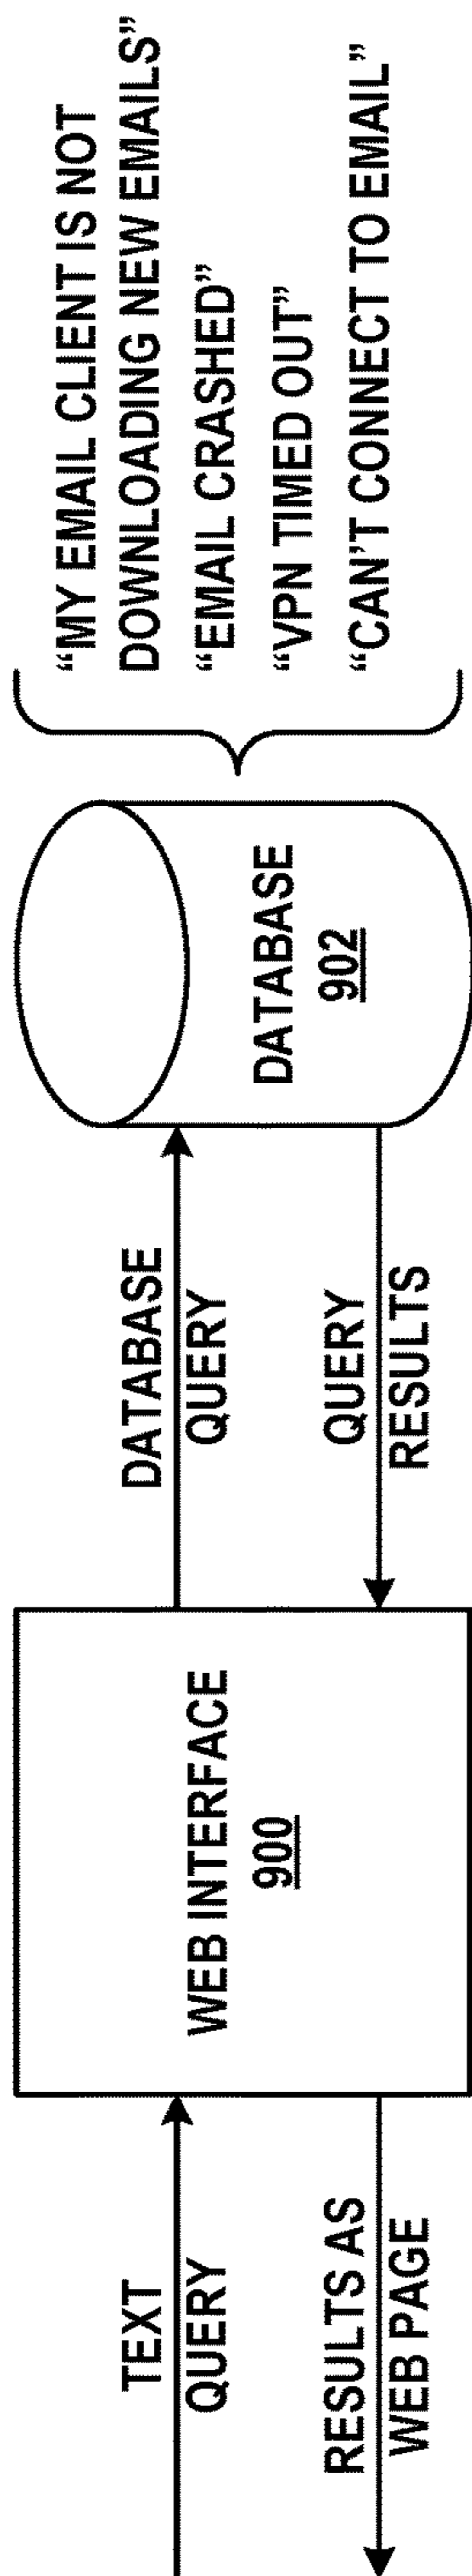 TEXT
QUERY
RESULTS AS
WEB PAGE
WEB INTERFACE
900
DATABASE
QUERY
QUERY
RESULTS
DATABASE
902
“MY EMAIL CLIENT IS NOT
DOWNLOADING NEW EMAILS”
“EMAIL CRASHED”
“VPN TIMED OUT”
“CAN’T CONNECT TO EMAIL”